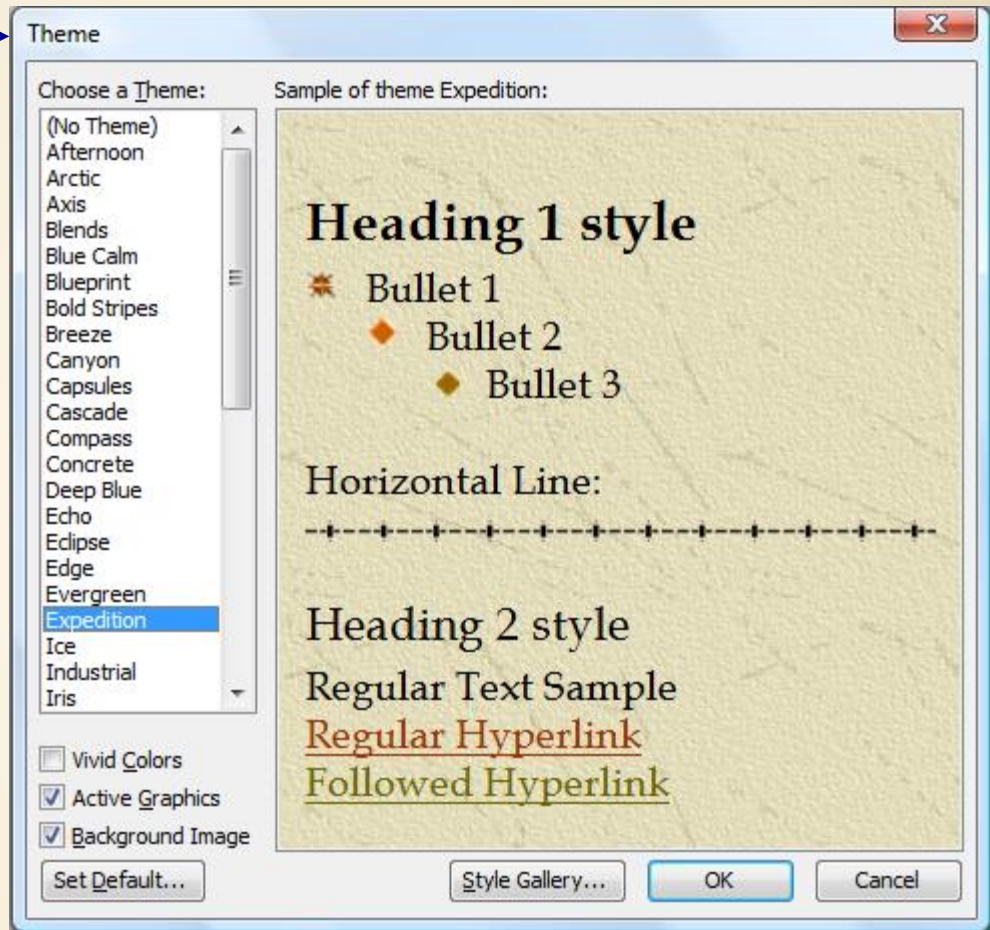 Theme
Choose a Theme:
(No Theme)
Afternoon
Arctic
Axis
Blends
Blue Calm
Blueprint
Bold Stripes
Breeze
Canyon
Capsules
Cascade
Compass
Concrete
Deep Blue
Echo
Eclipse
Edge
Evergreen
Expedition
Ice
Industrial
Iris
Vivid Colors
Active Graphics
Background Image
Sample of theme Expedition:
Heading 1 style
Bullet 1
Bullet 2
Bullet 3
Horizontal Line:
Heading 2 style
Regular Text Sample
Regular Hyperlink
Followed Hyperlink
Set Default...
Style Gallery...
OK
Cancel